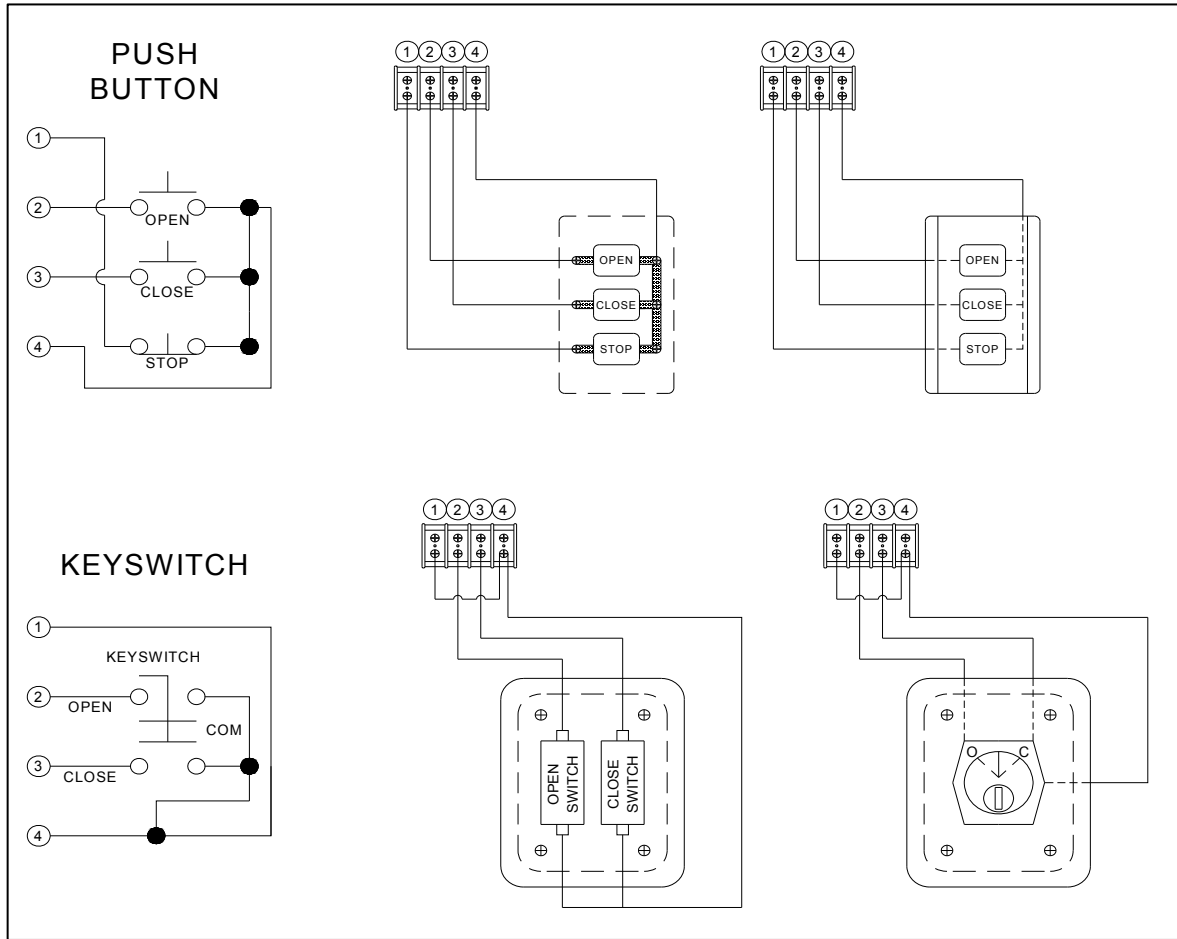 PUSH
BUTTON
1
OPEN
2
CLOSE
3
STOP
4
1 2 3 4
OPEN
CLOSE
STOP
1 2 3 4
OPEN
CLOSE
STOP
KEYSWITCH
1
KEYSWITCH
2
OPEN
COM
3
CLOSE
4
1 2 3 4
OPEN
SWITCH
CLOSE
SWITCH
1 2 3 4
O C